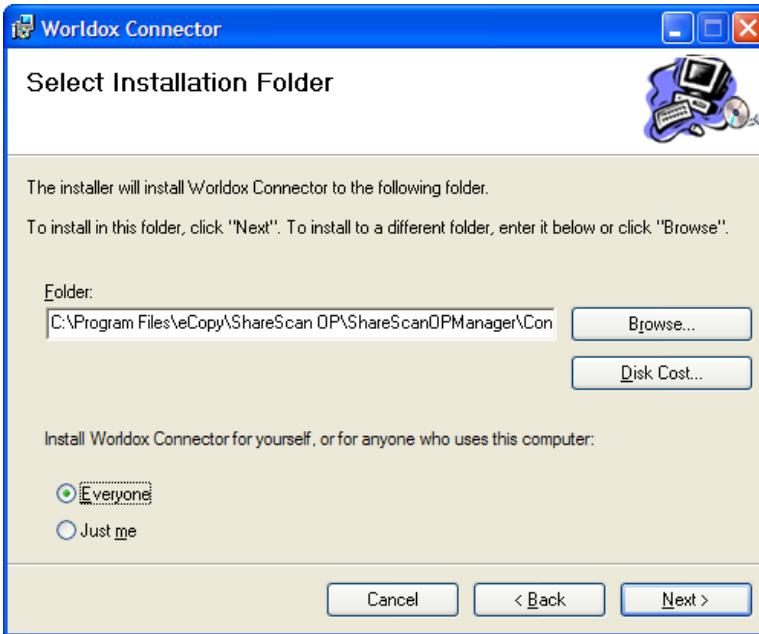 Worldox Connector
Select Installation Folder
The installer will install Worldox Connector to the following folder.
To install in this folder, click "Next". To install to a different folder, enter it below or click "Browse".
Folder:
C:\Program Files\eCopy\ShareScan OP\ShareScanOPManager\Con
Browse...
Disk Cost...
Install Worldox Connector for yourself, or for anyone who uses this computer:
Everyone
Just me
Cancel
< Back
Next >